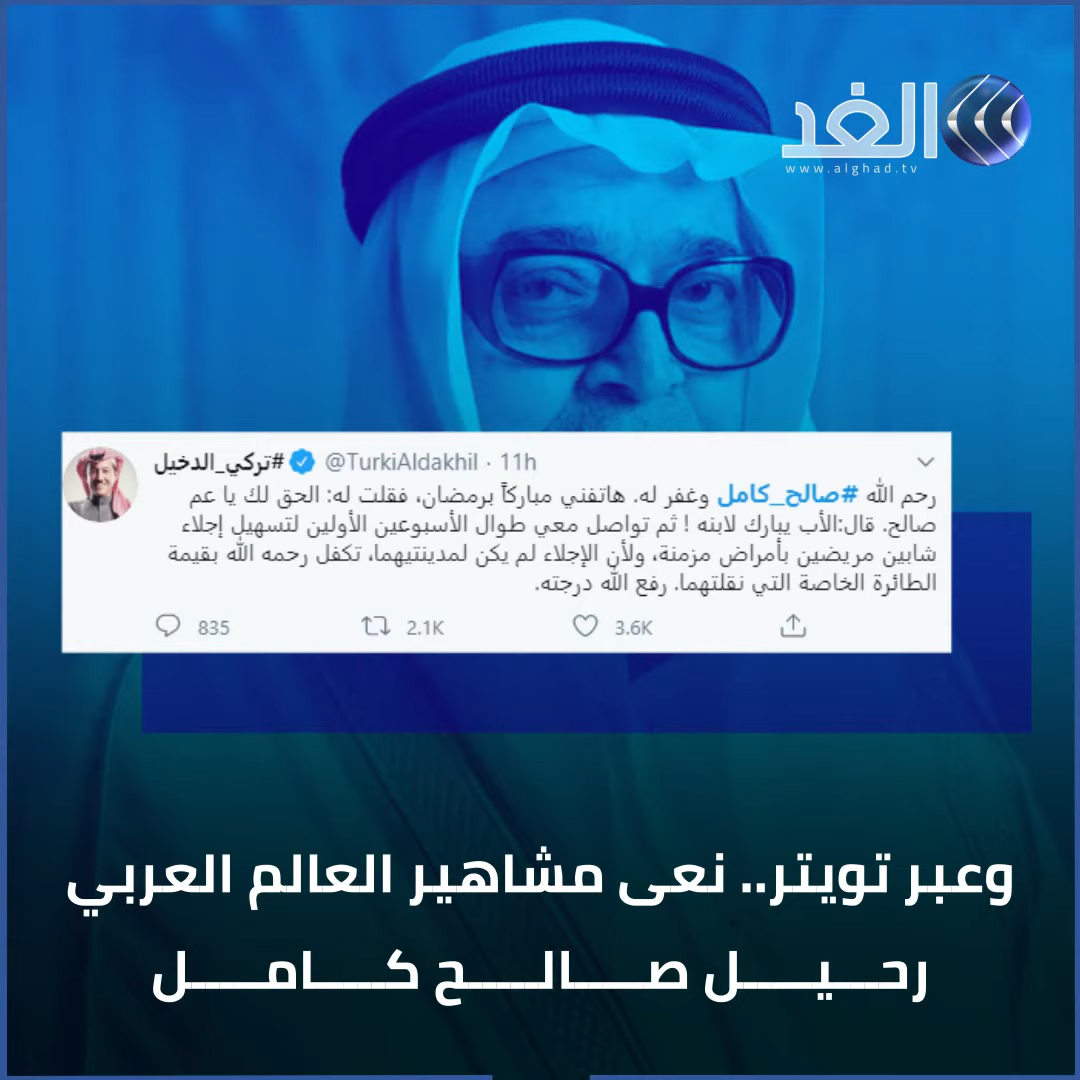 الغد
www.alghad.tv
#تركي_الدخيل @TurkiAldakhil · 11h
رحم الله #صالح_كامل وغفر له. هاتفني مباركاً برمضان، فقلت له: الحق لك يا عم
صالح. قال:الأب يبارك لابنه ! ثم تواصل معي طوال الأسبوعين الأولين لتسهيل إجلاء
شابين مريضين بأمراض مزمنة، ولأن الإجلاء لم يكن لمدينتيهما، تكفل رحمه الله بقيمة
الطائرة الخاصة التي نقلتهما. رفع الله درجته.
835 2.1K 3.6K
وعبر تويتر.. نعى مشاهير العالم العربي
رحيل صالح كامل